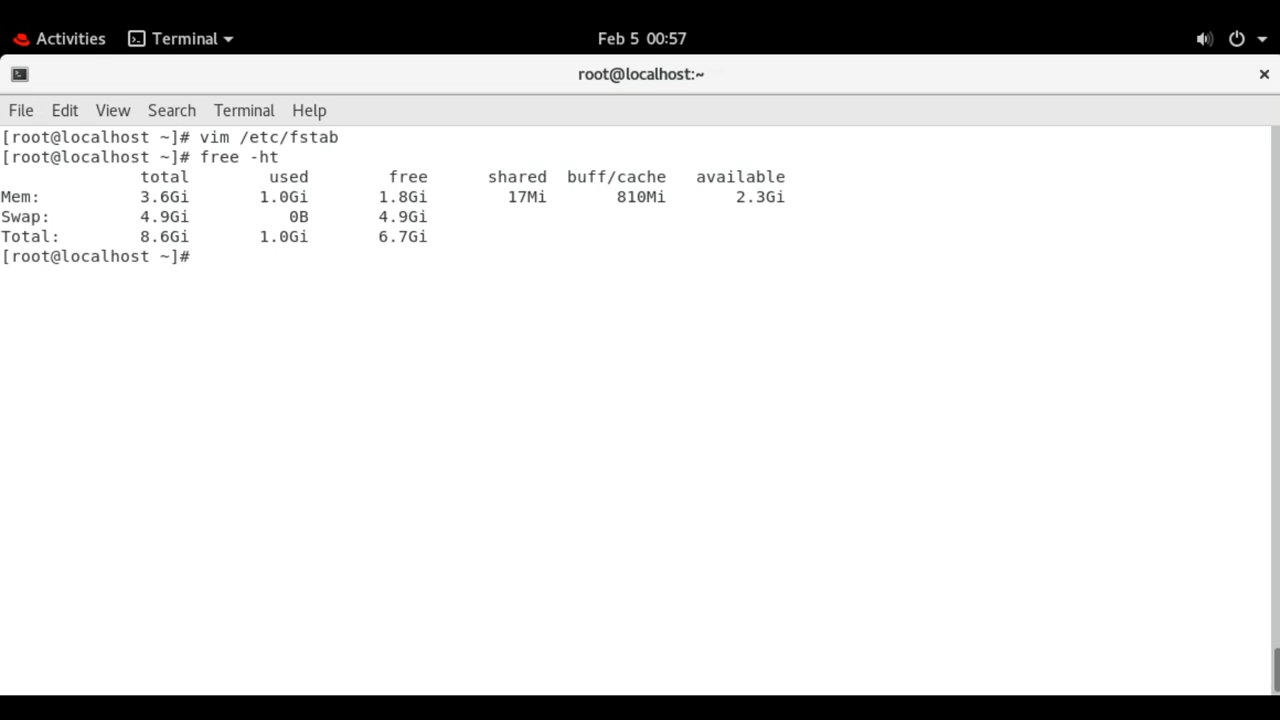 Activities Terminal Feb 5 00:57
root@localhost:~ ×
File Edit View Search Terminal Help
[root@localhost ~]# vim /etc/fstab
[root@localhost ~]# free -ht
              total        used        free      shared  buff/cache   available
Mem:          3.6Gi       1.0Gi       1.8Gi        17Mi       810Mi       2.3Gi
Swap:         4.9Gi          0B       4.9Gi
Total:        8.6Gi       1.0Gi       6.7Gi
[root@localhost ~]#